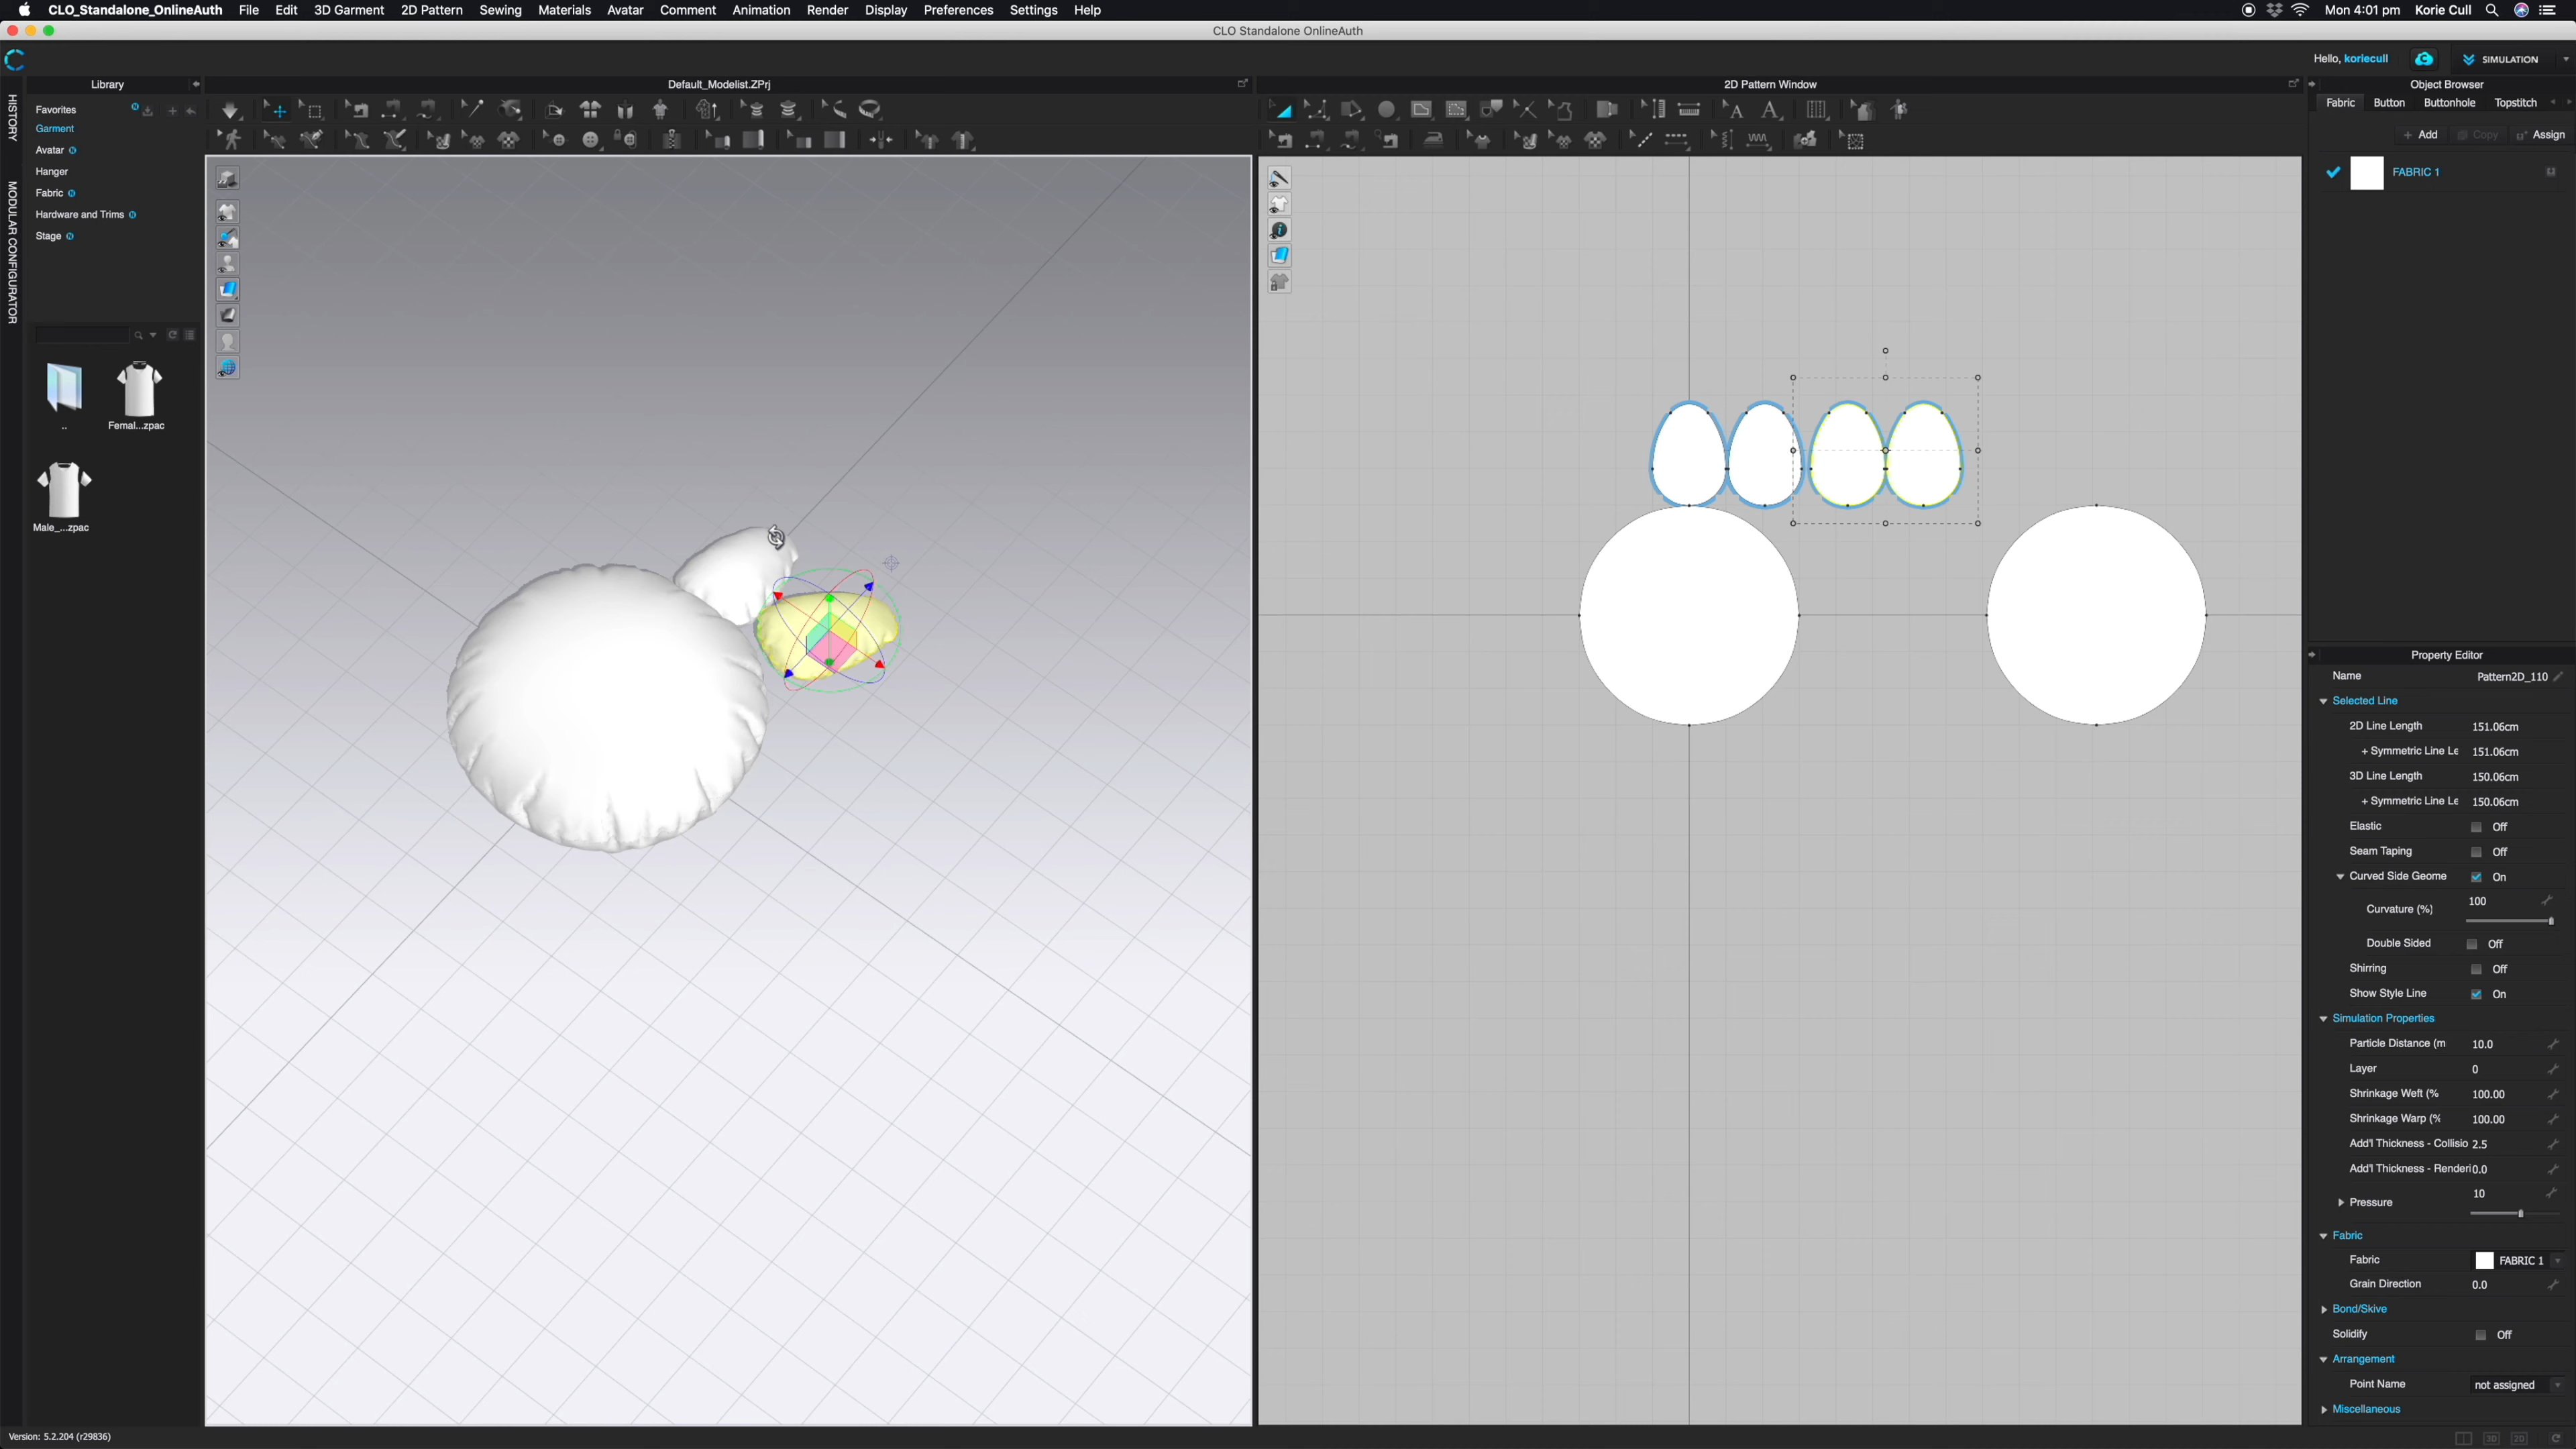 CLO_Standalone_OnlineAuth File Edit 3D Garment 2D Pattern Sewing Materials Avatar Comment Animation Render Display Preferences Settings Help Mon 4:01 pm Korie Cull
CLO Standalone OnlineAuth
Hello, koriecull SIMULATION
Library Default_Modelist.ZPrj 2D Pattern Window Object Browser
HISTORY
MODULAR CONFIGURATOR
Favorites
Garment
Avatar
Hanger
Fabric
Hardware and Trims
Stage
..
Femal...zpac
Male_...zpac
Fabric Button Buttonhole Topstitch
+ Add Copy Assign
FABRIC 1
Property Editor
Name Pattern2D_110
Selected Line
2D Line Length 151.06cm
+ Symmetric Line Le 151.06cm
3D Line Length 150.06cm
+ Symmetric Line Le 150.06cm
Elastic Off
Seam Taping Off
Curved Side Geome On
Curvature (%) 100
Double Sided Off
Shirring Off
Show Style Line On
Simulation Properties
Particle Distance (m 10.0
Layer 0
Shrinkage Weft (% 100.00
Shrinkage Warp (% 100.00
Add'l Thickness - Collisio 2.5
Add'l Thickness - Renderi 0.0
Pressure 10
Fabric
Fabric FABRIC 1
Grain Direction 0.0
Bond/Skive
Solidify Off
Arrangement
Point Name not assigned
Miscellaneous
Version: 5.2.204 (r29836)
3D 2D